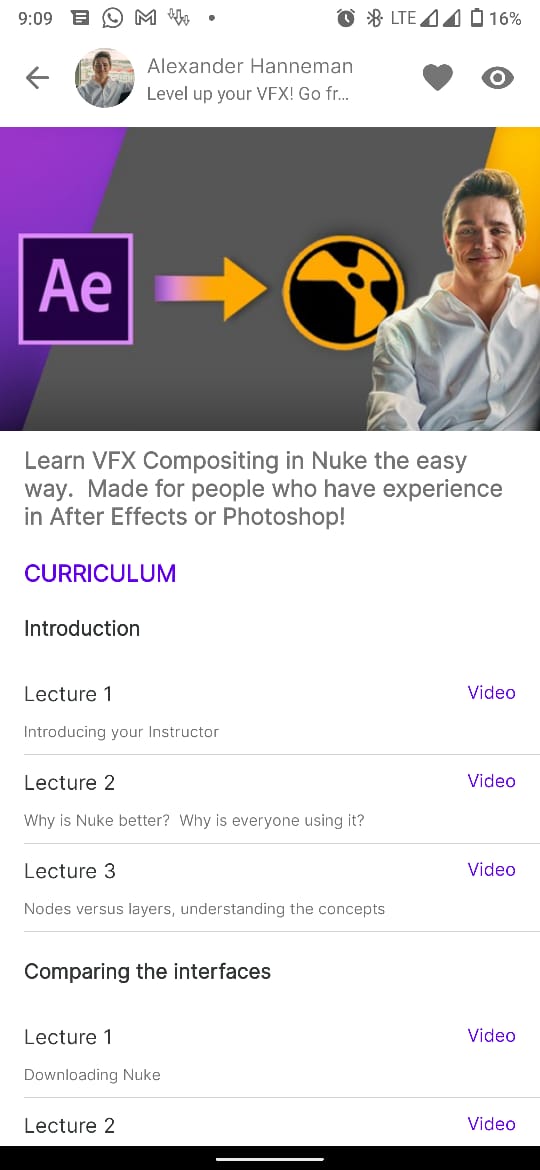 9:09 LTE 16%
Alexander Hanneman
Level up your VFX! Go fr...
Ae
Learn VFX Compositing in Nuke the easy
way.  Made for people who have experience
in After Effects or Photoshop!
CURRICULUM
Introduction
Lecture 1 Video
Introducing your Instructor
Lecture 2 Video
Why is Nuke better?  Why is everyone using it?
Lecture 3 Video
Nodes versus layers, understanding the concepts
Comparing the interfaces
Lecture 1 Video
Downloading Nuke
Lecture 2 Video